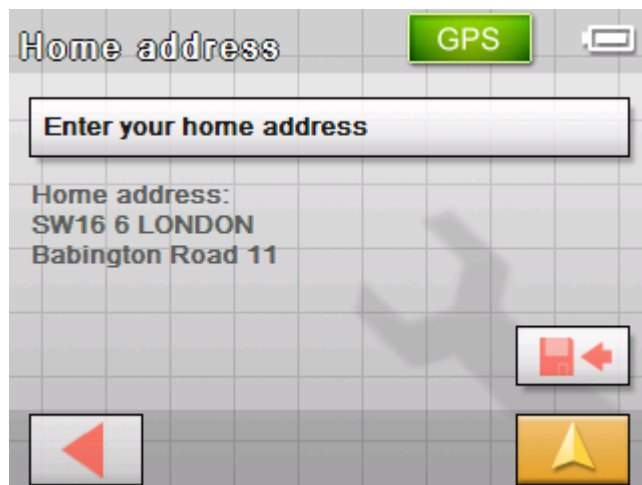 Home address
GPS
Enter your home address
Home address:
SW16 6 LONDON
Babington Road 11